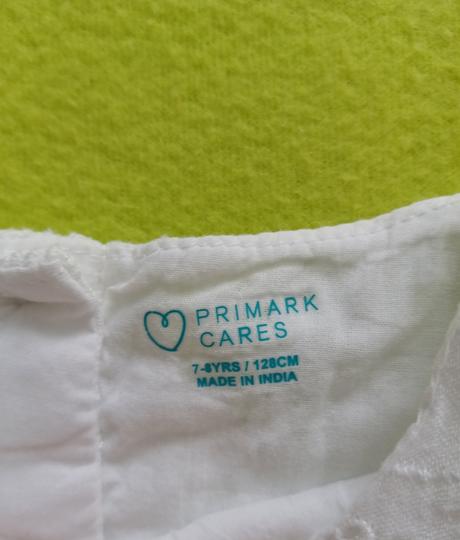 PRIMARK
CARES
7-8YRS / 128CM
MADE IN INDIA